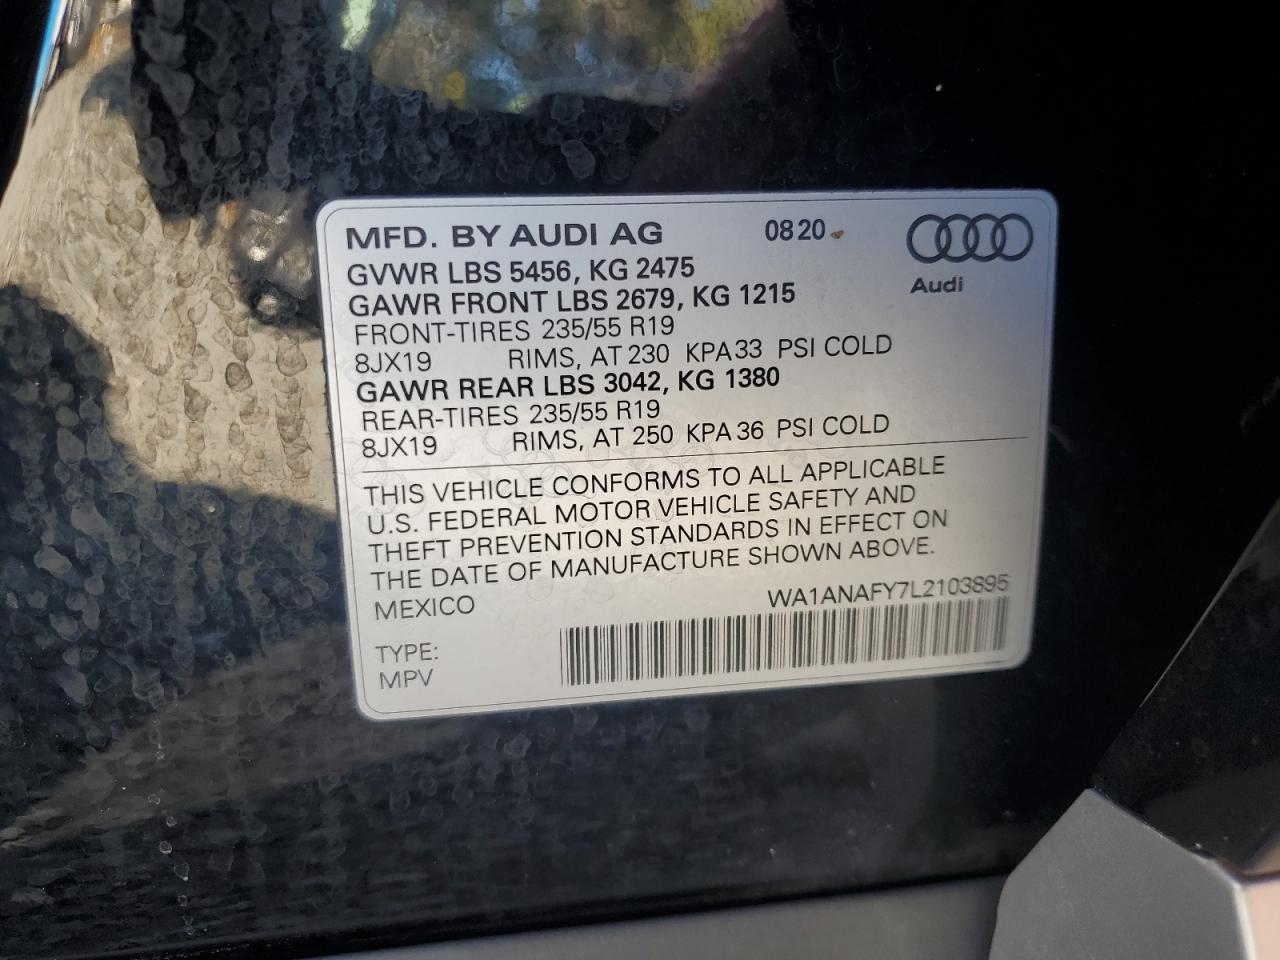 MFD. BY AUDI AG 08 20
Audi
GVWR LBS 5456, KG 2475
GAWR FRONT LBS 2679, KG 1215
FRONT-TIRES 235/55 R19
8JX19 RIMS, AT 230 KPA 33 PSI COLD
GAWR REAR LBS 3042, KG 1380
REAR-TIRES 235/55 R19
8JX19 RIMS, AT 250 KPA 36 PSI COLD
THIS VEHICLE CONFORMS TO ALL APPLICABLE
U.S. FEDERAL MOTOR VEHICLE SAFETY AND
THEFT PREVENTION STANDARDS IN EFFECT ON
THE DATE OF MANUFACTURE SHOWN ABOVE.
MEXICO WA1ANAFY7L2103895
TYPE:
MPV